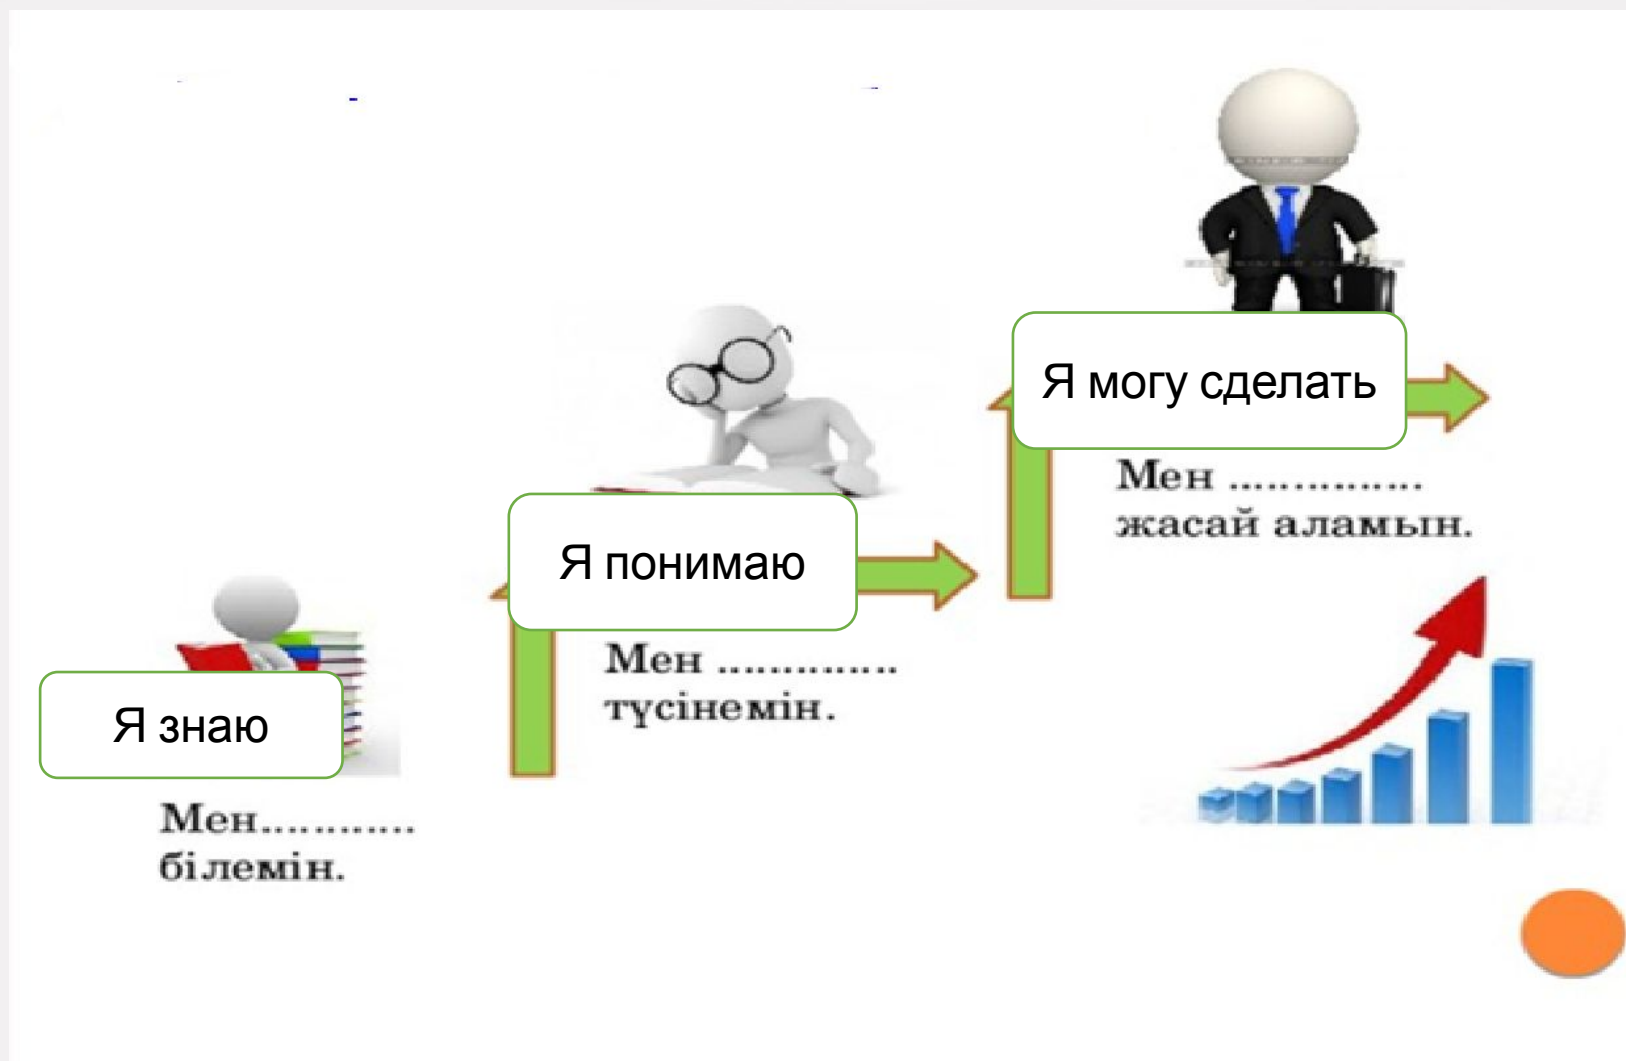 Я могу сделать
Мен ...............
жасай аламын.
Я понимаю
Мен ..............
түсінемін.
Я знаю
Мен............
білемін.